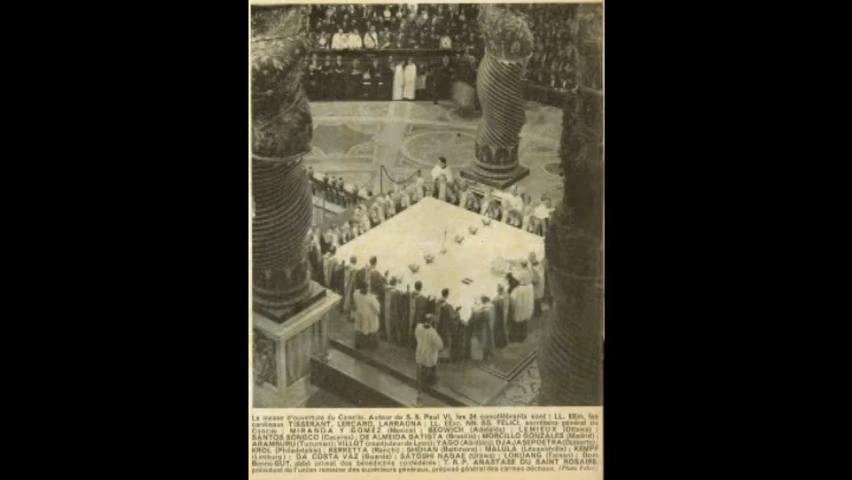 La messe d'ouverture du Concile. Autour de S. S. Paul VI, les 24 concélébrants sont : LL. EEm. les
cardinaux TISSERANT, LERCARO, LARRAONA ; LL. EExc. NN. SS. FELICI, secrétaire général du
Concile ; MIRANDA Y GOMEZ (Mexico) ; BEOWICH (Adélaïde) ; LEMIEUX (Ottawa) ;
SANTOS SONGCO (Caceres) ; DE ALMEIDA BATISTA (Brasilia) ; MORCILLO GONZALES (Madrid) ;
ARAMBURU (Tucuman) ; VILLOT (coadjuteur de Lyon) ; YAGO (Abidjan) ; DJAJASEPOETRA (Djakarta) ;
KROL (Philadelphie) ; KERKETTA (Ranchi) ; SHEHAN (Baltimore) ; MALULA (Léopoldville) ; KEMPF
(Limburg) ; DA COSTA VAZ (Guarda) ; SATOSHI NAGAE (Urawa) ; LOKUANG (Tainan) ; Dom
Benno GUT, abbé primat des bénédictins confédérés ; T. R. P. ANASTASE DU SAINT ROSAIRE,
président de l'union romaine des supérieurs généraux, préposé général des carmes déchaux. (Photo Felici)